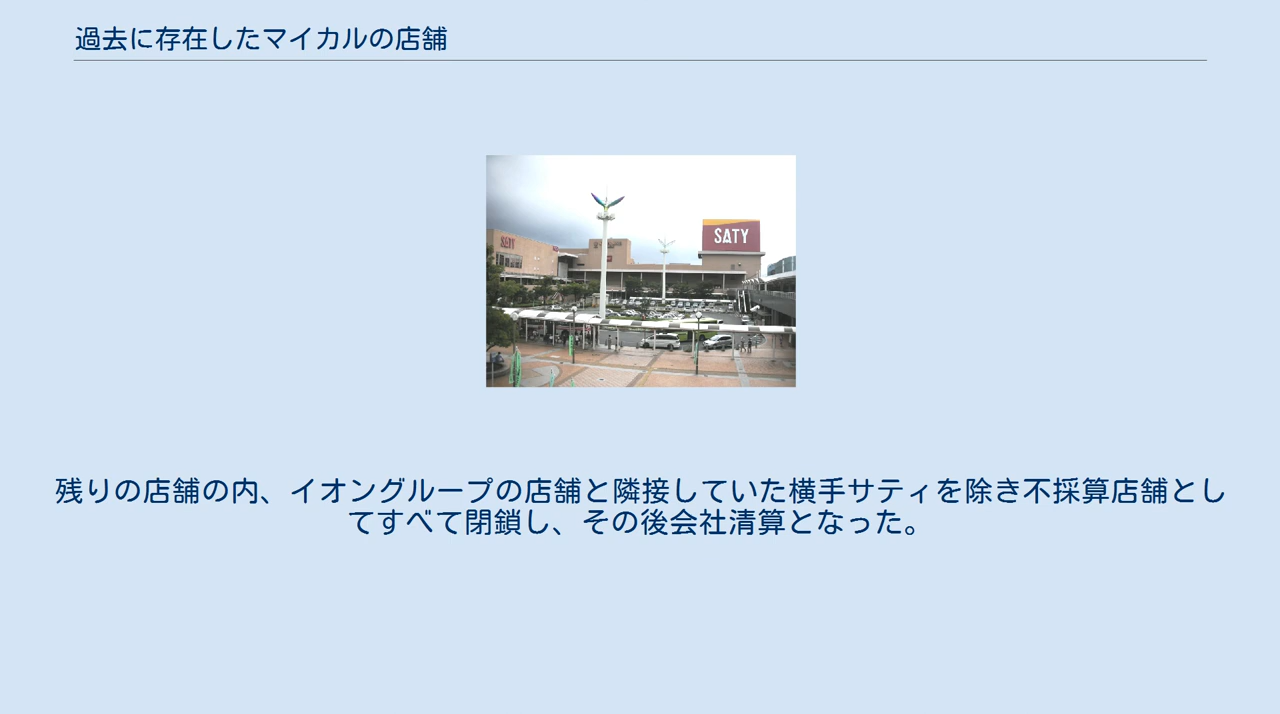 過去に存在したマイカルの店舗
SATY
SATY
残りの店舗の内、イオングループの店舗と隣接していた横手サティを除き不採算店舗とし
てすべて閉鎖し、その後会社清算となった。